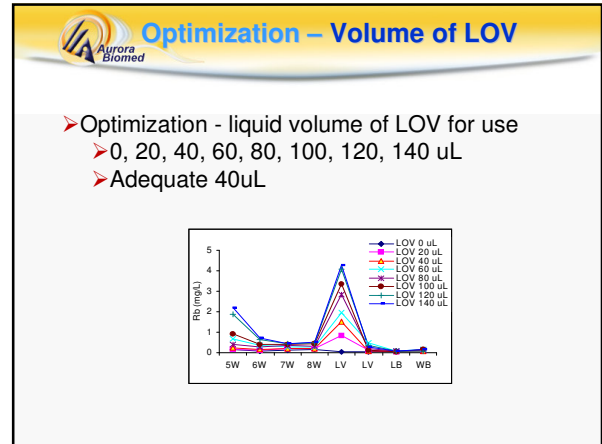 Aurora
Biomed
Optimization – Volume of LOV
➢Optimization - liquid volume of LOV for use
➢0, 20, 40, 60, 80, 100, 120, 140 uL
➢Adequate 40uL
LOV 0 uL
LOV 20 uL
LOV 40 uL
LOV 60 uL
LOV 80 uL
LOV 100 uL
LOV 120 uL
LOV 140 uL
Rb (mg/L)
5
4
3
2
1
0
5W 6W 7W 8W LV LV LB WB